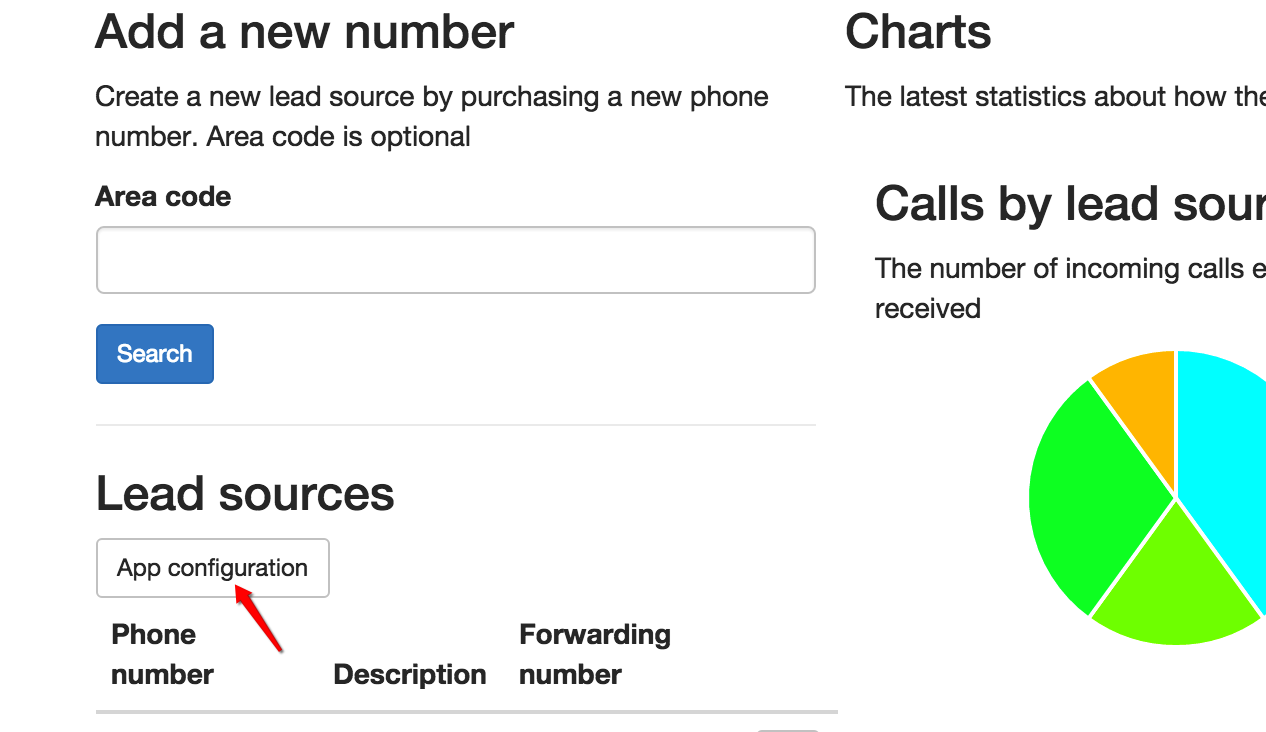 Add a new number
Create a new lead source by purchasing a new phone
number. Area code is optional
Area code
Search
Lead sources
App configuration
Phone
number
Description
Forwarding
number
Charts
The latest statistics about how the
Calls by lead sour
The number of incoming calls e
received